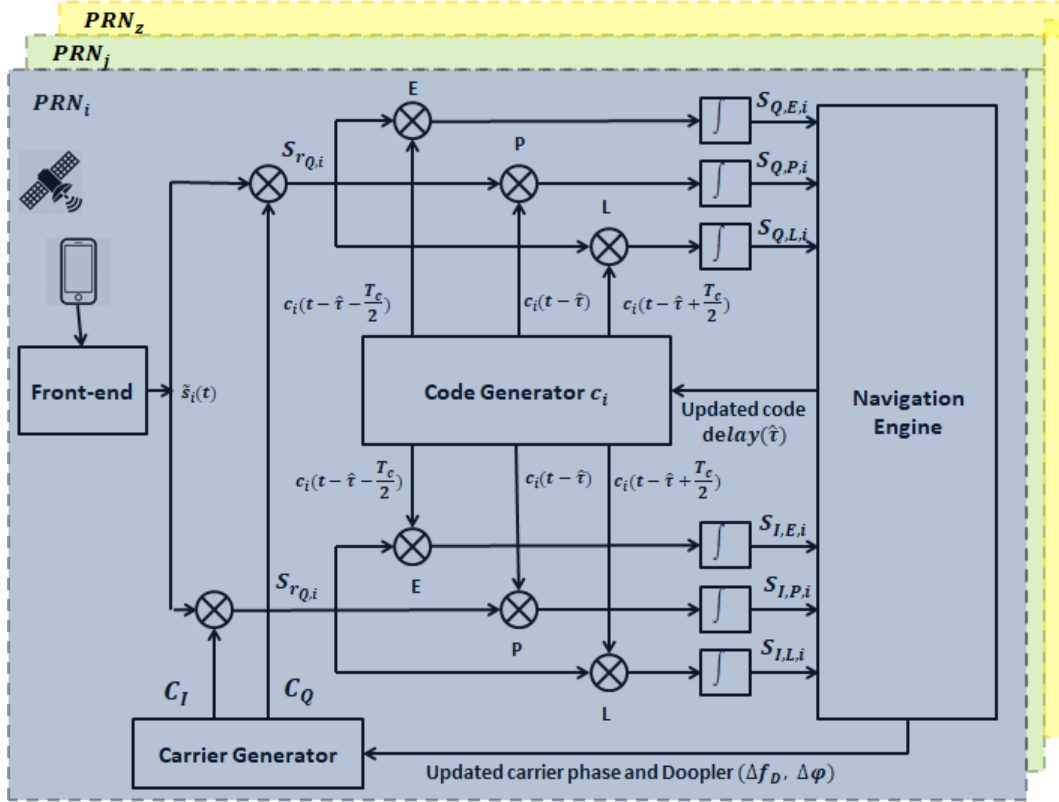 PRN_z
PRN_j
PRN_i
E
S_{Q,E,i}
S_{r_{Q,i}}
P
S_{Q,P,i}
L
S_{Q,L,i}
c_i(t − τ̂ − T_c/2)
c_i(t − τ̂)
c_i(t − τ̂ + T_c/2)
Front-end
s̃_i(t)
Code Generator c_i
Updated code
delay(τ̂)
Navigation
Engine
c_i(t − τ̂ − T_c/2)
c_i(t − τ̂)
c_i(t − τ̂ + T_c/2)
S_{I,E,i}
E
S_{r_{Q,i}}
S_{I,P,i}
P
S_{I,L,i}
L
C_I
C_Q
Carrier Generator
Updated carrier phase and Doopler (Δf_D, Δφ)
∫
∫
∫
∫
∫
∫